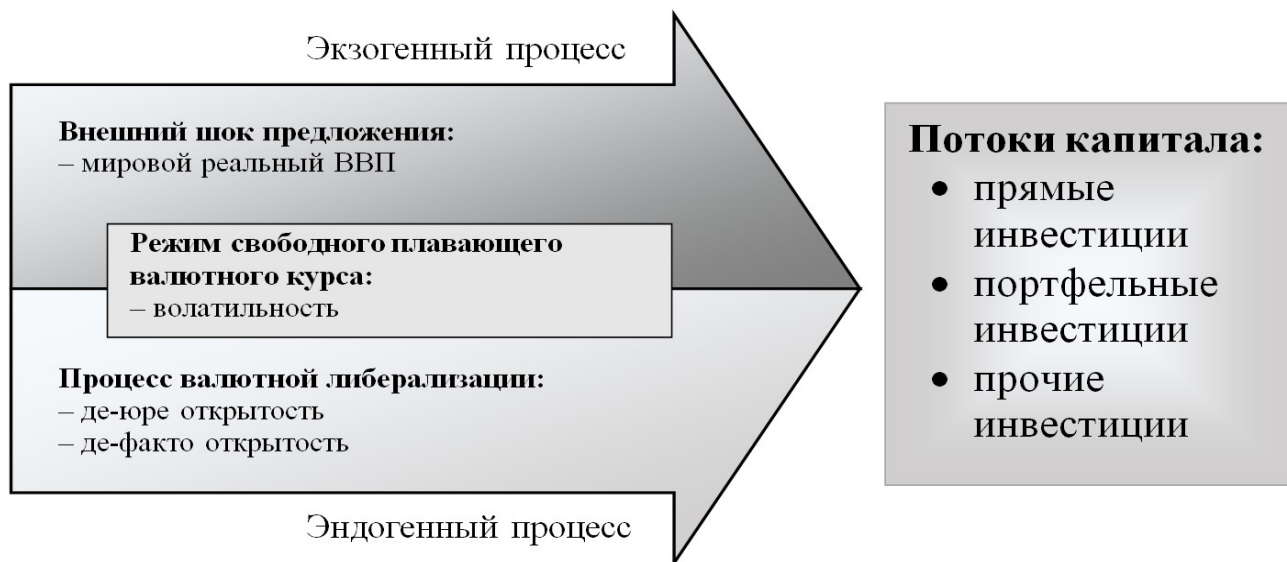 Экзогенный процесс
Внешний шок предложения:
– мировой реальный ВВП
Режим свободного плавающего
валютного курса:
– волатильность
Процесс валютной либерализации:
– де-юре открытость
– де-факто открытость
Эндогенный процесс
Потоки капитала:
• прямые
инвестиции
• портфельные
инвестиции
• прочие
инвестиции